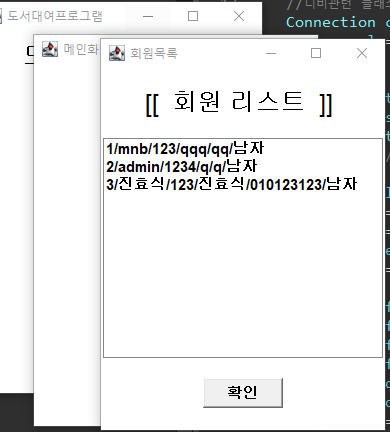 도서대여프로그램
메인화
회원목록
[[ 회원 리스트 ]]
1/mnb/123/qqq/qq/남자
2/admin/1234/q/q/남자
3/진효식/123/진효식/010123123/남자
확인
//디비관련 클래스
Connection c